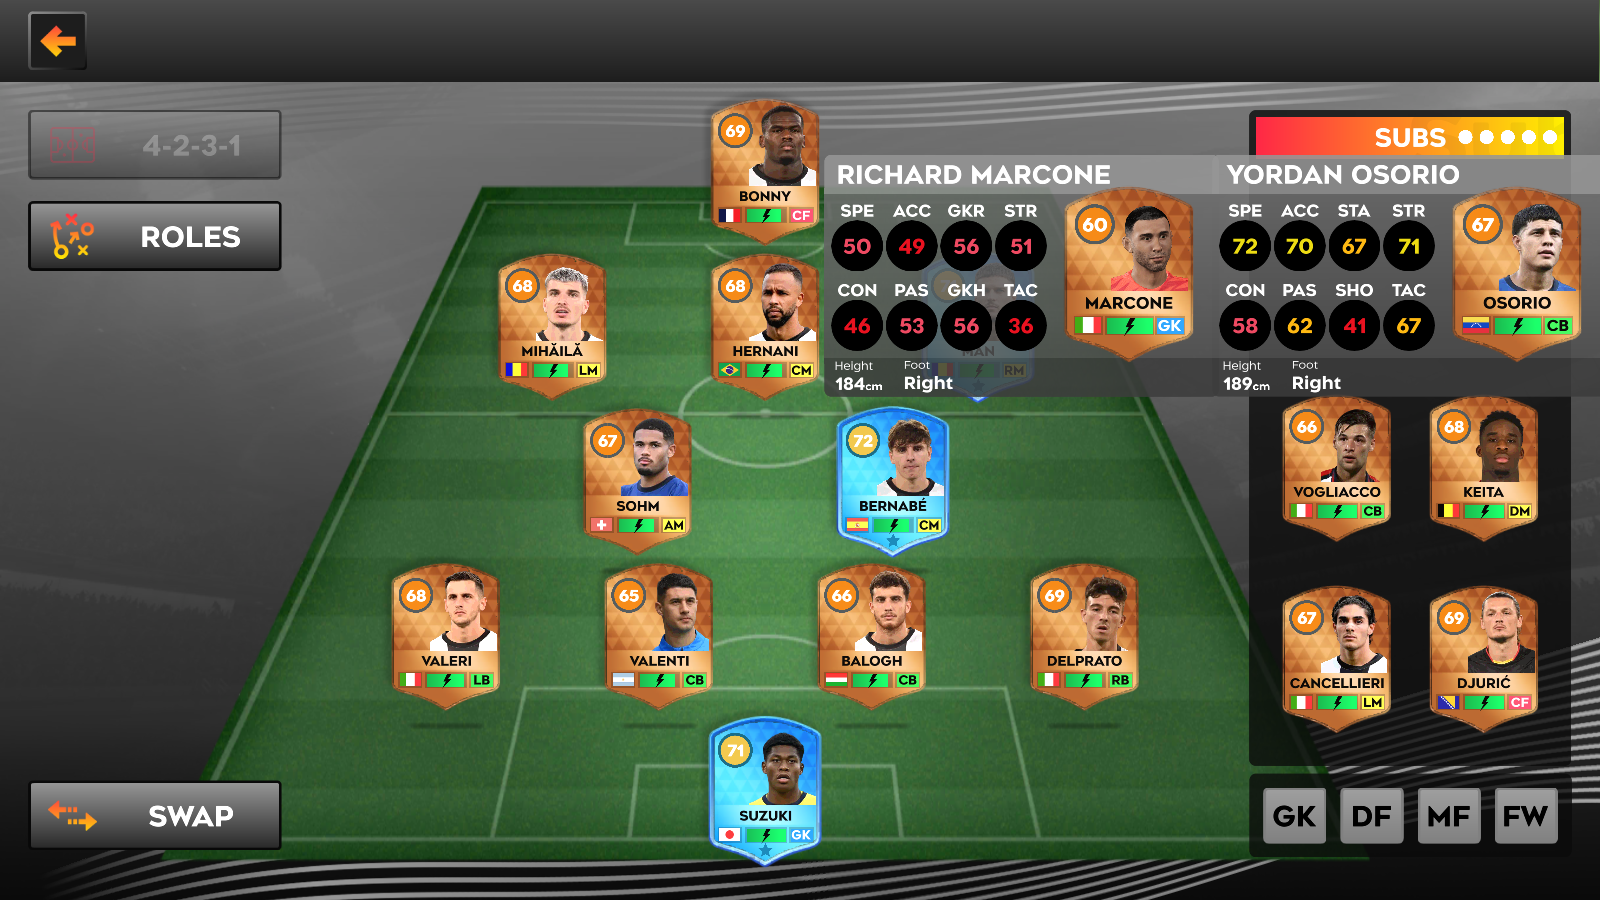 4-2-3-1
ROLES
SWAP
69
BONNY
CF
68
MIHĂILĂ
LM
68
HERNANI
CM
MAN
RM
67
SOHM
AM
72
BERNABÉ
CM
68
VALERI
LB
65
VALENTI
CB
66
BALOGH
CB
69
DELPRATO
RB
71
SUZUKI
GK
SUBS
RICHARD MARCONE
SPE ACC GKR STR
50 49 56 51
CON PAS GKH TAC
46 53 56 36
Height Foot
184cm Right
60
MARCONE
GK
YORDAN OSORIO
SPE ACC STA STR
72 70 67 71
CON PAS SHO TAC
58 62 41 67
Height Foot
189cm Right
67
OSORIO
CB
66
VOGLIACCO
CB
68
KEITA
DM
67
CANCELLIERI
LM
69
DJURIĆ
CF
GK DF MF FW